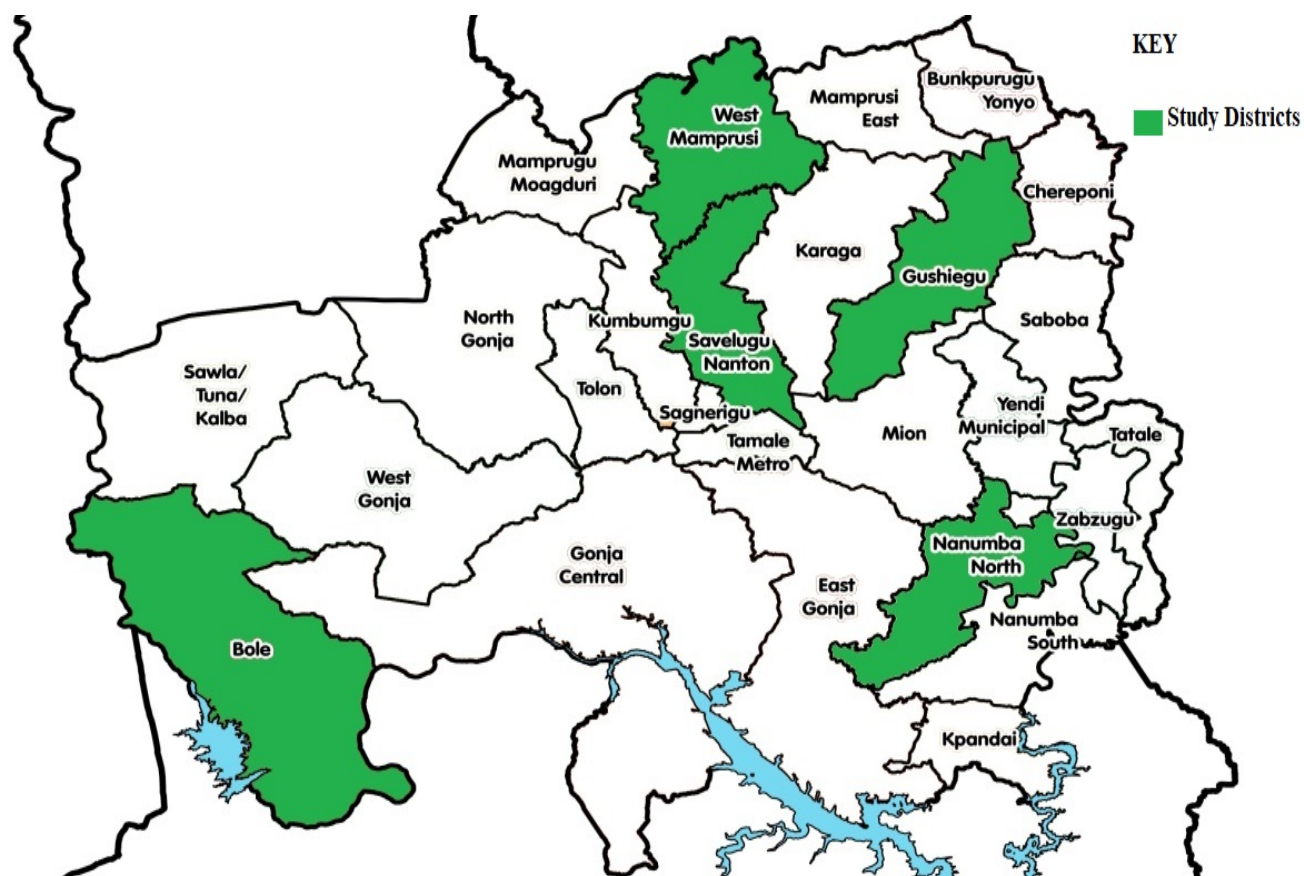 KEY
Study Districts
Bunkpurugu
Yonyo
Mamprusi
East
West
Mamprusi
Mamprugu
Moagduri
Chereponi
Karaga
Gushiegu
Saboba
North
Gonja
Kumbumgu
Savelugu
Nanton
Sawla/
Tuna/
Kalba
Tolon
Sagnerigu
Yendi
Municipal
Mion
Tatale
Tamale
Metro
West
Gonja
Zabzugu
Nanumba
North
Gonja
Central
East
Gonja
Nanumba
South
Bole
Kpandai